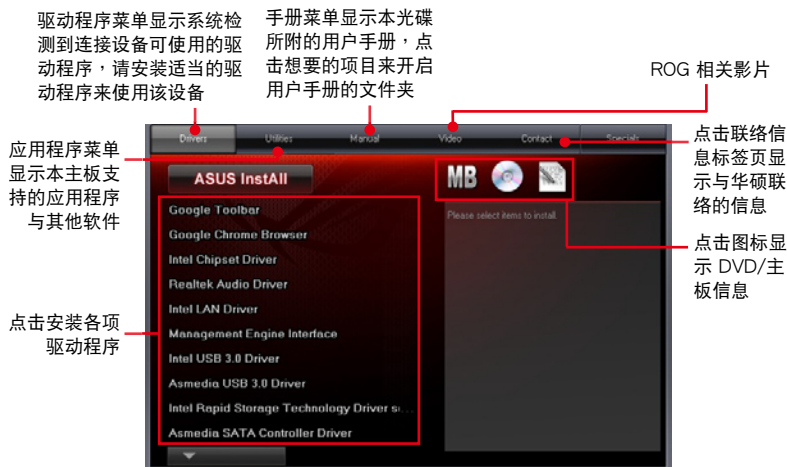 驱动程序菜单显示系统检
测到连接设备可使用的驱
动程序，请安装适当的驱
动程序来使用该设备
手册菜单显示本光碟
所附的用户手册，点
击想要的项目来开启
用户手册的文件夹
ROG 相关影片
应用程序菜单
显示本主板支
持的应用程序
与其他软件
点击联络信
息标签页显
示与华硕联
络的信息
点击图标显
示 DVD/主
板信息
点击安装各项
驱动程序
Drivers Utilities Manual Video Contact Specials
ASUS InstAll
MB
Please select items to install.
Google Toolbar
Google Chrome Browser
Intel Chipset Driver
Realtek Audio Driver
Intel LAN Driver
Management Engine Interface
Intel USB 3.0 Driver
Asmedia USB 3.0 Driver
Intel Rapid Storage Technology Driver s...
Asmedia SATA Controller Driver